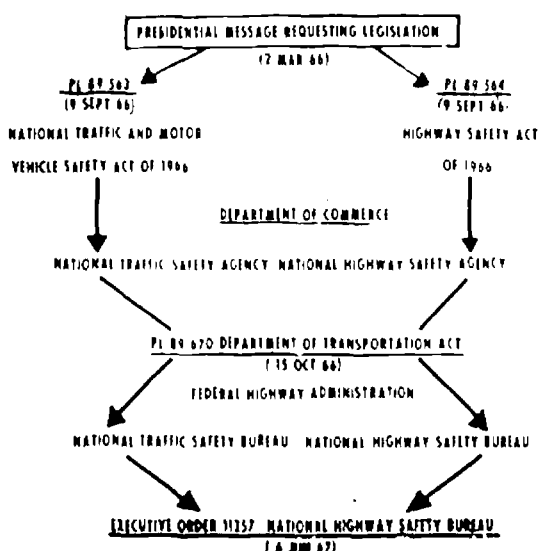 PRESIDENTIAL MESSAGE REQUESTING LEGISLATION
(2 MAR 66)
PL 89 563 PL 89 564
(9 SEPT 66) (9 SEPT 66)
NATIONAL TRAFFIC AND MOTOR HIGHWAY SAFETY ACT
VEHICLE SAFETY ACT OF 1966 OF 1966
DEPARTMENT OF COMMERCE
NATIONAL TRAFFIC SAFETY AGENCY NATIONAL HIGHWAY SAFETY AGENCY
PL 89 670 DEPARTMENT OF TRANSPORTATION ACT
(15 OCT 66)
FEDERAL HIGHWAY ADMINISTRATION
NATIONAL TRAFFIC SAFETY BUREAU NATIONAL HIGHWAY SAFETY BUREAU
EXECUTIVE ORDER 11357 NATIONAL HIGHWAY SAFETY BUREAU
(6 JUNE 67)